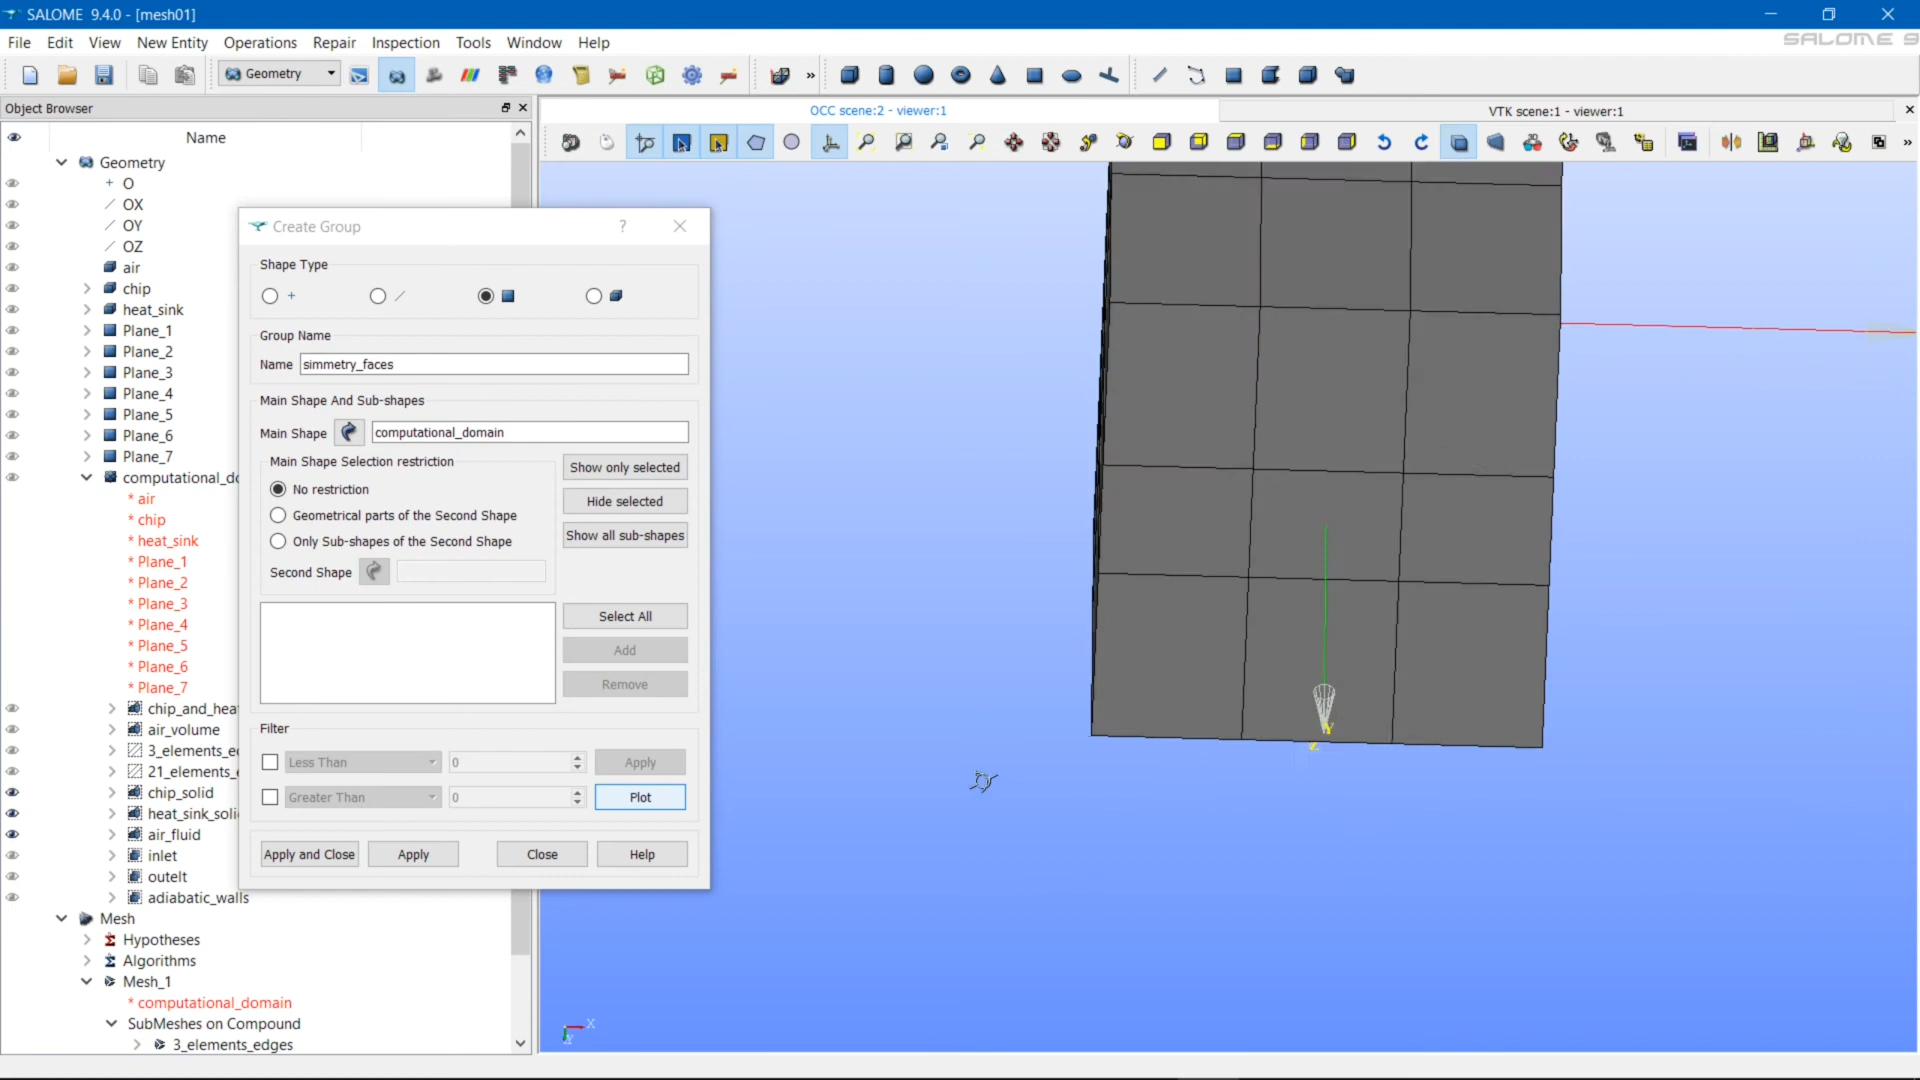 SALOME 9.4.0 - [mesh01]
File Edit View New Entity Operations Repair Inspection Tools Window Help
SALOME 9
Geometry
»
Object Browser
OCC scene:2 - viewer:1
VTK scene:1 - viewer:1
Name
»
Geometry
O
OX
OY
OZ
air
chip
heat_sink
Plane_1
Plane_2
Plane_3
Plane_4
Plane_5
Plane_6
Plane_7
computational_do
* air
* chip
* heat_sink
* Plane_1
* Plane_2
* Plane_3
* Plane_4
* Plane_5
* Plane_6
* Plane_7
chip_and_hea
air_volume
3_elements_e
21_elements_
chip_solid
heat_sink_soli
air_fluid
inlet
outelt
adiabatic_walls
Mesh
Hypotheses
Algorithms
Mesh_1
* computational_domain
SubMeshes on Compound
3_elements_edges
Create Group
?
Shape Type
Group Name
Name simmetry_faces
Main Shape And Sub-shapes
Main Shape computational_domain
Main Shape Selection restriction
No restriction
Geometrical parts of the Second Shape
Only Sub-shapes of the Second Shape
Second Shape
Show only selected
Hide selected
Show all sub-shapes
Select All
Add
Remove
Filter
Less Than 0 Apply
Greater Than 0 Plot
Apply and Close Apply Close Help
Y
Z
X